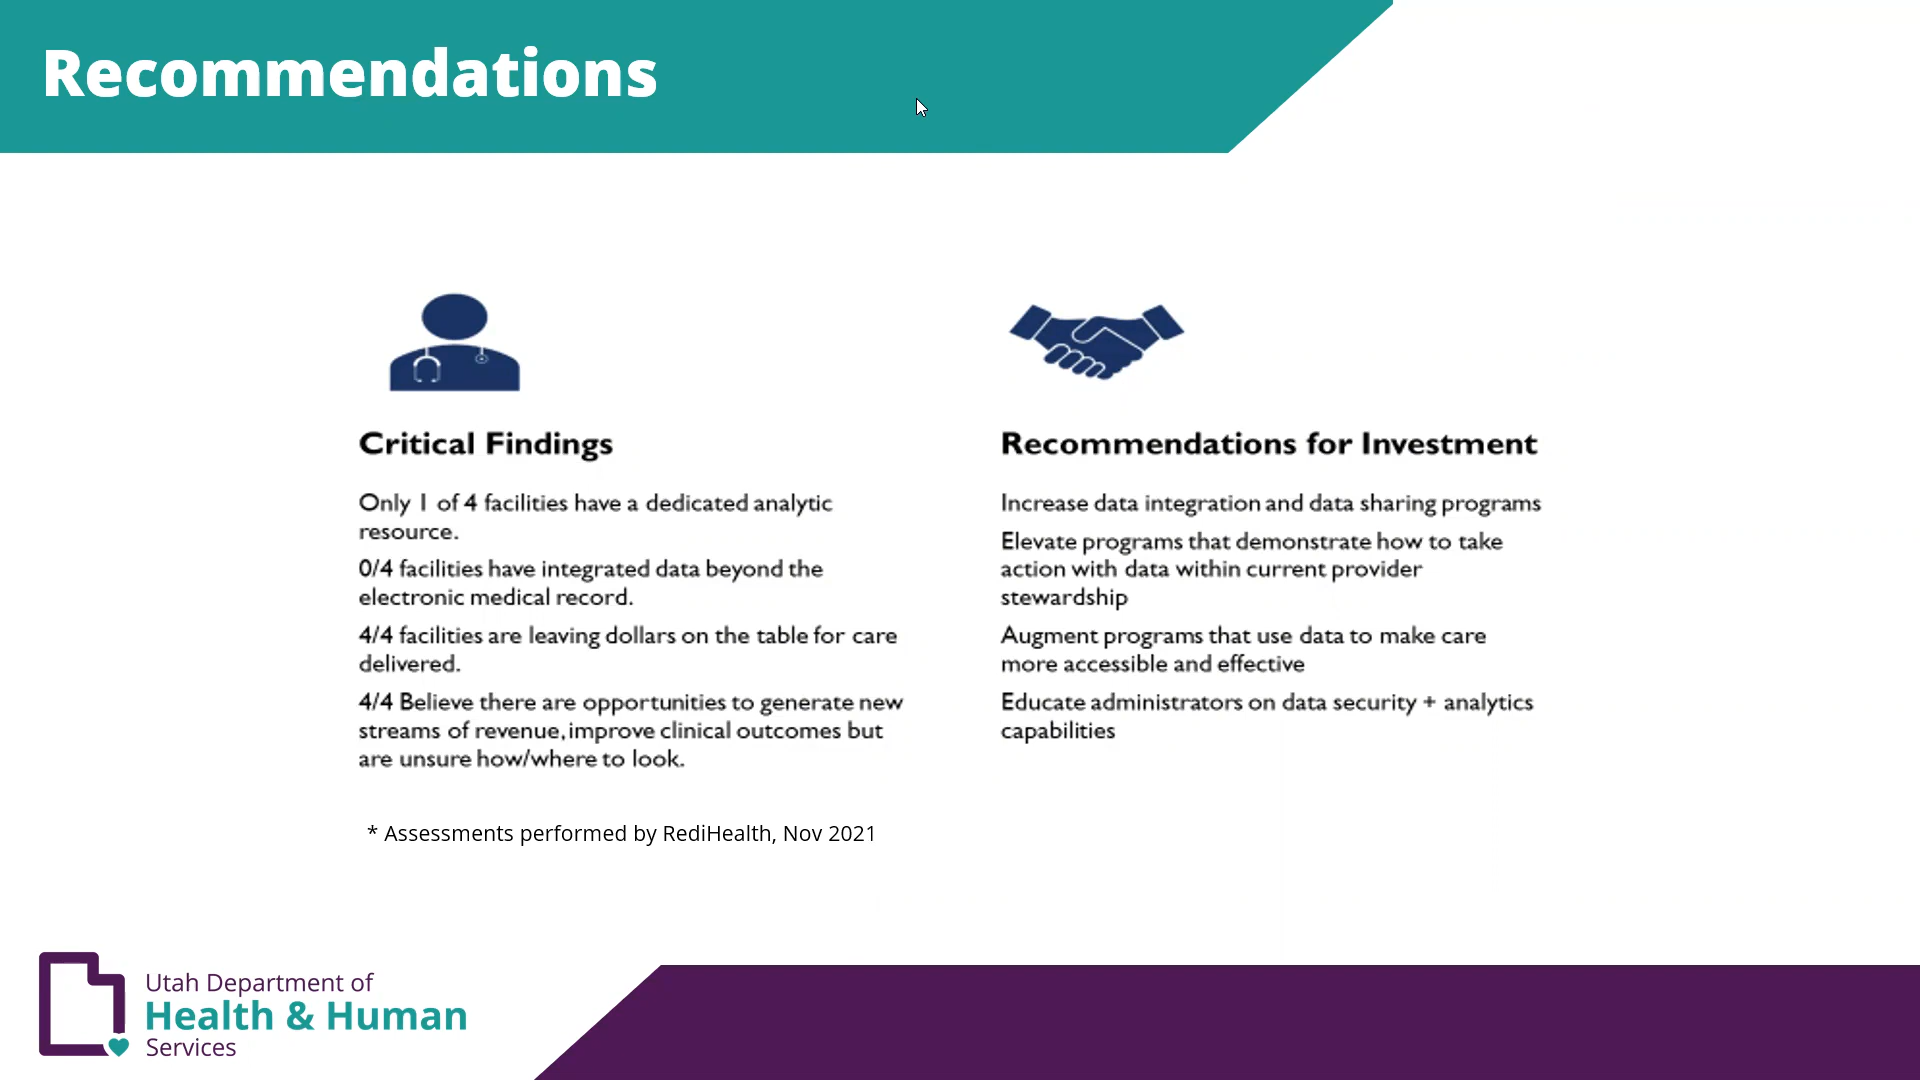 Recommendations
Critical Findings
Only 1 of 4 facilities have a dedicated analytic
resource.
0/4 facilities have integrated data beyond the
electronic medical record.
4/4 facilities are leaving dollars on the table for care
delivered.
4/4 Believe there are opportunities to generate new
streams of revenue, improve clinical outcomes but
are unsure how/where to look.
* Assessments performed by RediHealth, Nov 2021
Recommendations for Investment
Increase data integration and data sharing programs
Elevate programs that demonstrate how to take
action with data within current provider
stewardship
Augment programs that use data to make care
more accessible and effective
Educate administrators on data security + analytics
capabilities
Utah Department of
Health & Human
Services